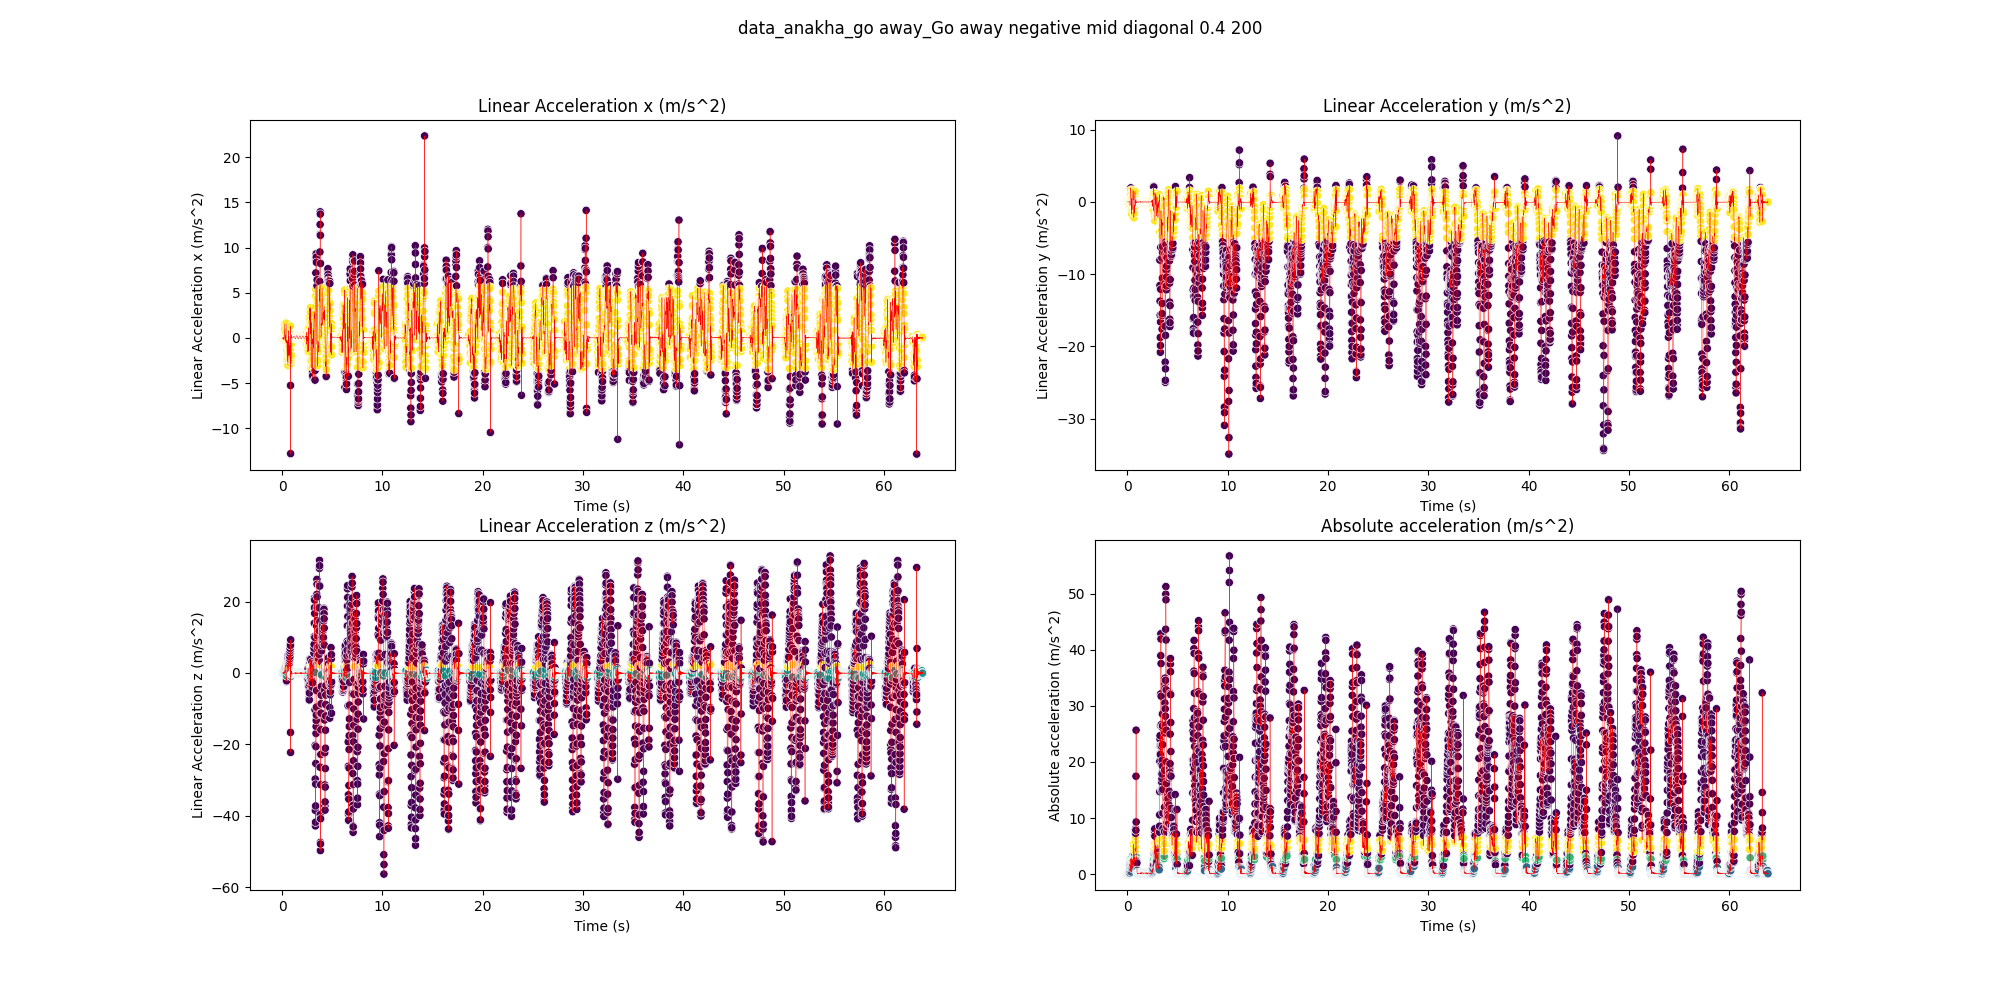 data_anakha_go away_Go away negative mid diagonal 0.4 200
Linear Acceleration x (m/s^2)
Linear Acceleration x (m/s^2)
20
15
10
5
0
−5
−10
0 10 20 30 40 50 60
Time (s)
Linear Acceleration y (m/s^2)
Linear Acceleration y (m/s^2)
10
0
−10
−20
−30
0 10 20 30 40 50 60
Time (s)
Linear Acceleration z (m/s^2)
Linear Acceleration z (m/s^2)
20
0
−20
−40
−60
0 10 20 30 40 50 60
Time (s)
Absolute acceleration (m/s^2)
Absolute acceleration (m/s^2)
50
40
30
20
10
0
0 10 20 30 40 50 60
Time (s)